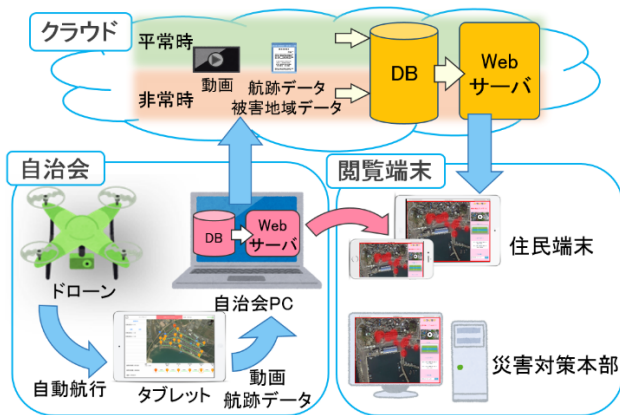 クラウド
平常時
非常時
動画
航跡データ
被害地域データ
DB
Web
サーバ
自治会
ドローン
自動航行
タブレット
DB
Web
サーバ
自治会PC
動画
航跡データ
閲覧端末
住民端末
災害対策本部